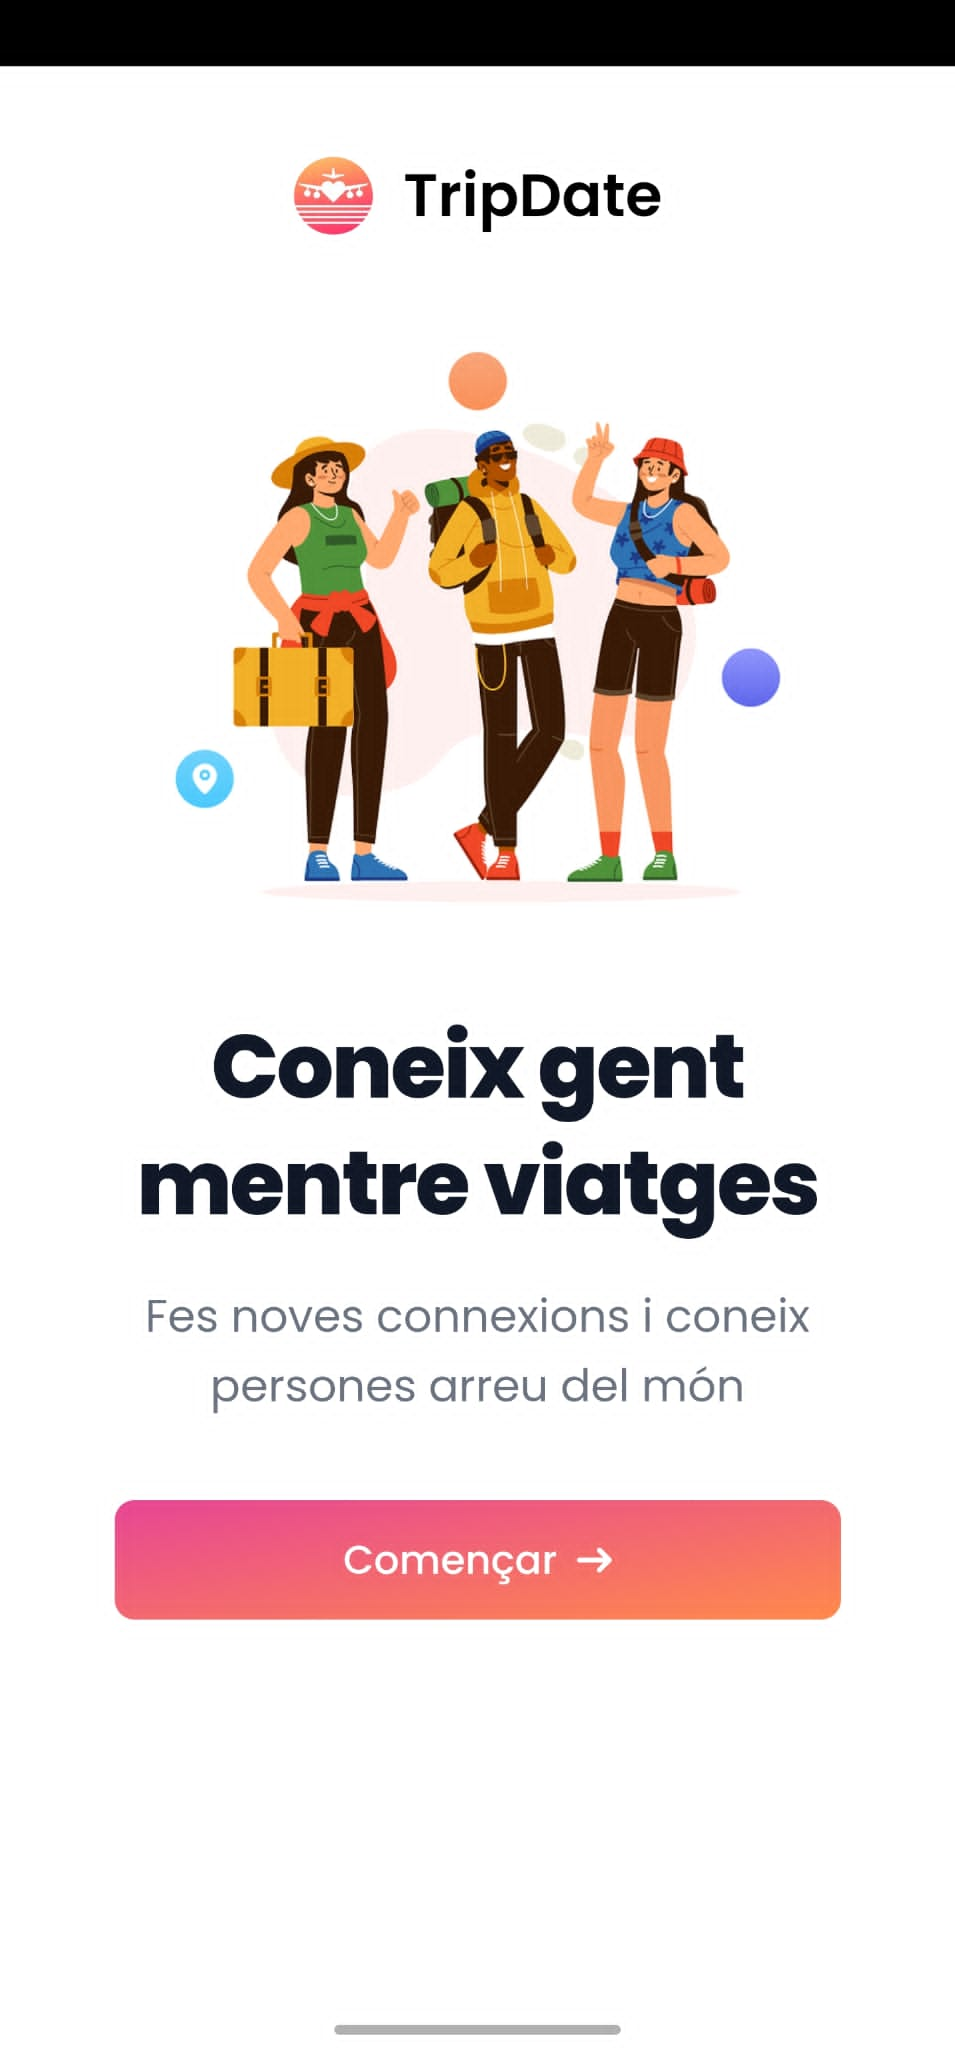 TripDate
Coneix gent
mentre viatges
Fes noves connexions i coneix
persones arreu del món
Començar →